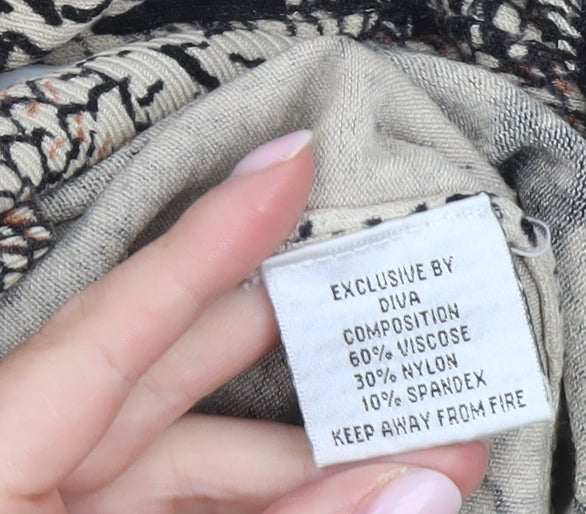 EXCLUSIVE BY
DIVA
COMPOSITION
60% VISCOSE
30% NYLON
10% SPANDEX
KEEP AWAY FROM FIRE